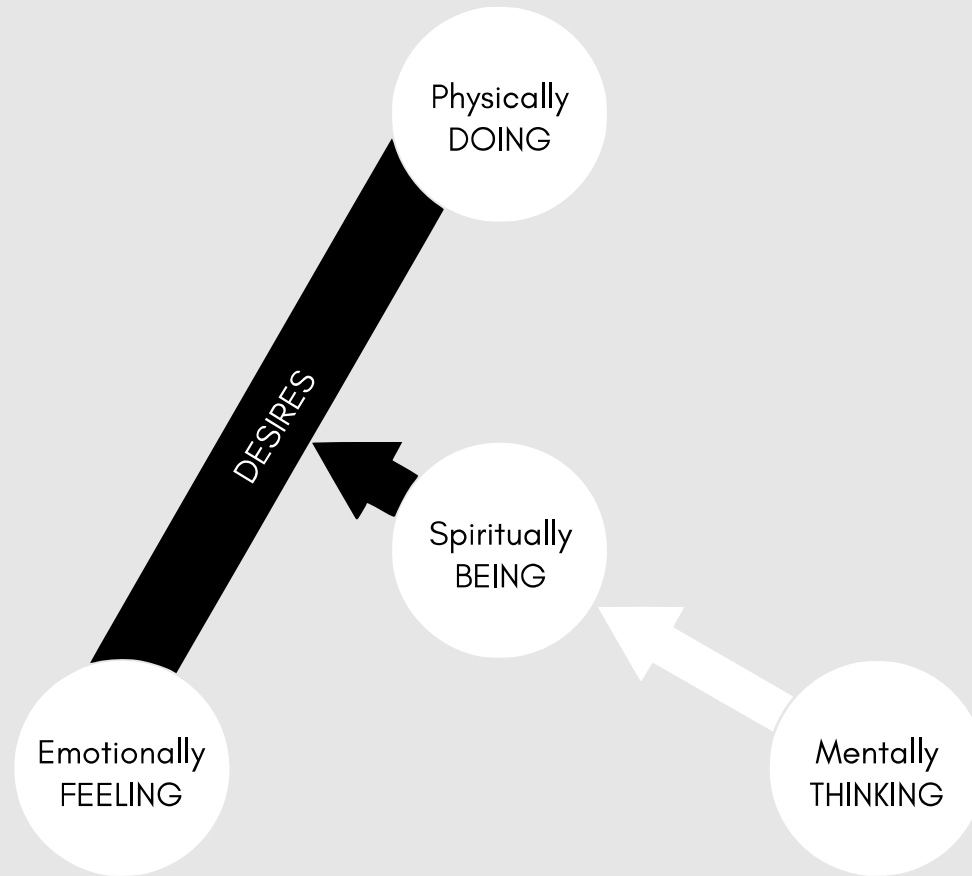 Physically
DOING
DESIRES
Spiritually
BEING
Emotionally
FEELING
Mentally
THINKING